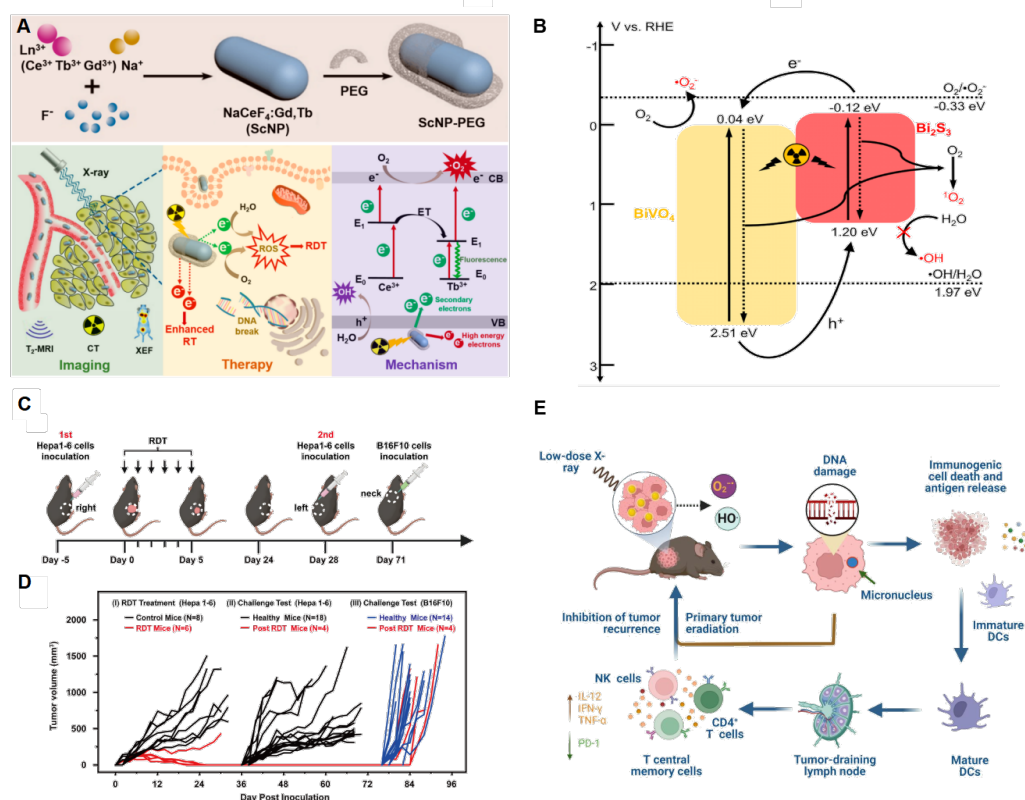 A
Ln³⁺
(Ce³⁺ Tb³⁺ Gd³⁺) Na⁺
F⁻
NaCeF₄:Gd,Tb
(ScNP)
PEG
ScNP-PEG
X-ray
T₂-MRI
CT
XEF
Imaging
H₂O
e⁻
e⁻
ROS
RDT
O₂
e⁻
e⁻
Enhanced
RT
DNA
break
Therapy
O₂
e⁻
e⁻ CB
e⁻
e⁻
ET
E₁
E₁
e⁻
e⁻
Fluorescence
E₀
Ce³⁺
E₀
Tb³⁺
·OH
h⁺
H₂O
e⁻
e⁻
Secondary
electrons
VB
e⁻
e⁻
High energy
electrons
Mechanism
B
V vs. RHE
-1
0
1
2
3
e⁻
•O₂⁻
O₂
O₂/•O₂⁻
-0.33 eV
0.04 eV
-0.12 eV
Bi₂S₃
BiVO₄
O₂
¹O₂
1.20 eV
H₂O
•OH
•OH/H₂O
1.97 eV
2.51 eV
h⁺
C
1st
Hepa1-6 cells
inoculation
RDT
2nd
Hepa1-6 cells
inoculation
B16F10 cells
inoculation
right
left
neck
Day -5
Day 0
Day 5
Day 24
Day 28
Day 71
D
(I) RDT Treatment (Hepa 1-6)
Control Mice (N=8)
RDT Mice (N=6)
(II) Challenge Test (Hepa 1-6)
Healthy Mice (N=18)
Post RDT Mice (N=4)
(III) Challenge Test (B16F10)
Healthy Mice (N=14)
Post RDT Mice (N=4)
Tumor volume (mm³)
2000
1500
1000
500
0
0 12 24 36 48 60 72 84 96
Day Post Inoculation
E
Low-dose X-
ray
O₂˙⁻
HO˙
DNA
damage
Immunogenic
cell death and
antigen release
Micronucleus
Immature
DCs
Inhibition of tumor
recurrence
Primary tumor
eradiation
NK cells
IL-12
IFN-γ
TNF-α
PD-1
CD4⁺
T cells
T central
memory cells
Tumor-draining
lymph node
Mature
DCs